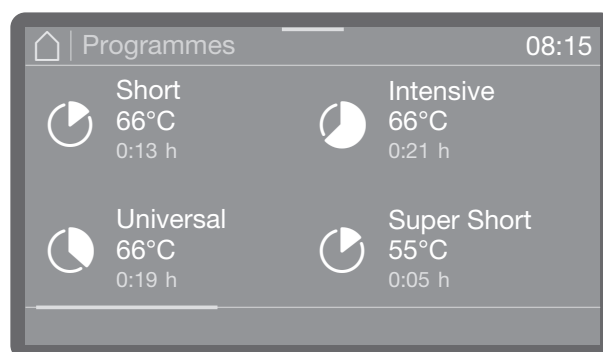 Programmes 08:15
Short
66°C
0:13 h
Intensive
66°C
0:21 h
Universal
66°C
0:19 h
Super Short
55°C
0:05 h